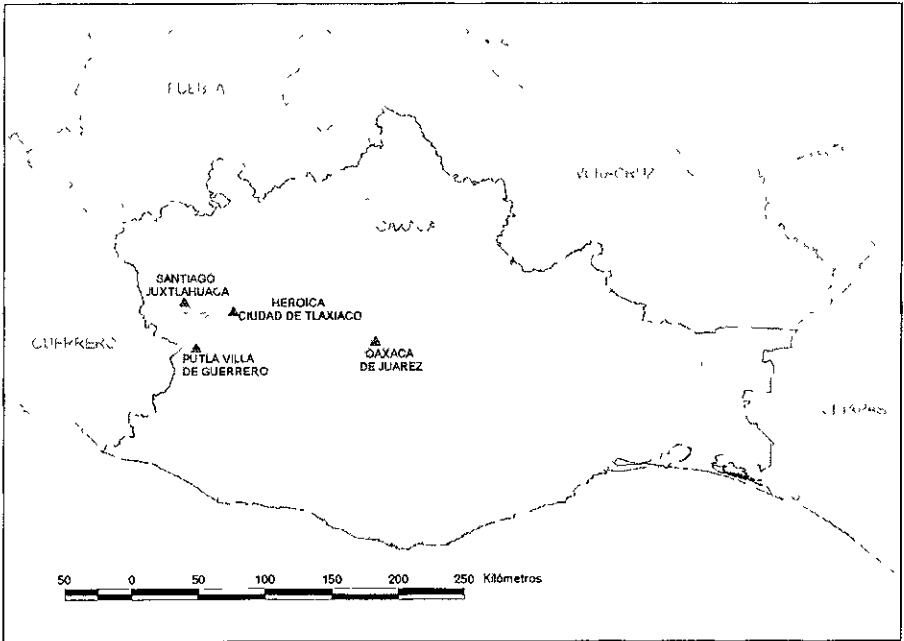 SANTIAGO
JUXTLAHUACA
HEROICA
CIUDAD DE TLAXIACO
GUERRERO
PUTLA VILLA
DE GUERRERO
OAXACA
DE JUAREZ
50 0 50 100 150 200 250 Kilómetros